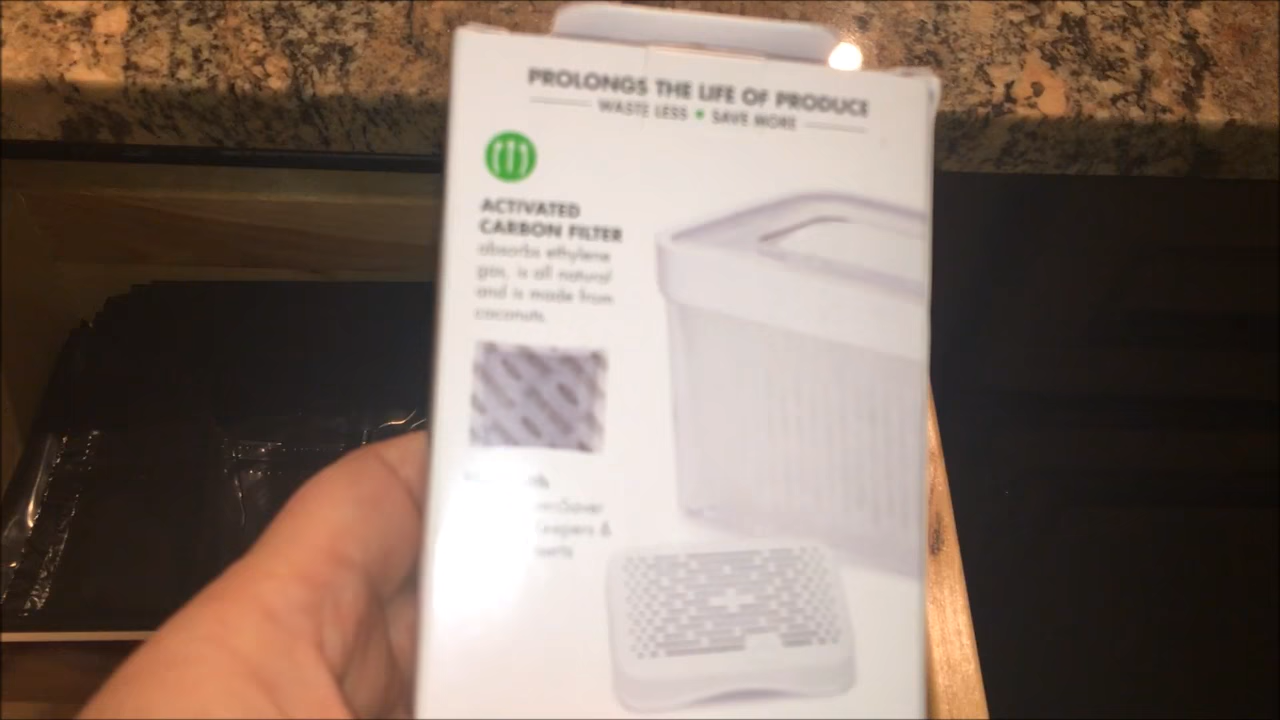 PROLONGS THE LIFE OF PRODUCE
WASTE LESS • SAVE MORE
ACTIVATED
CARBON FILTER
absorbs ethylene
gas, is all natural
and is made from
coconuts.